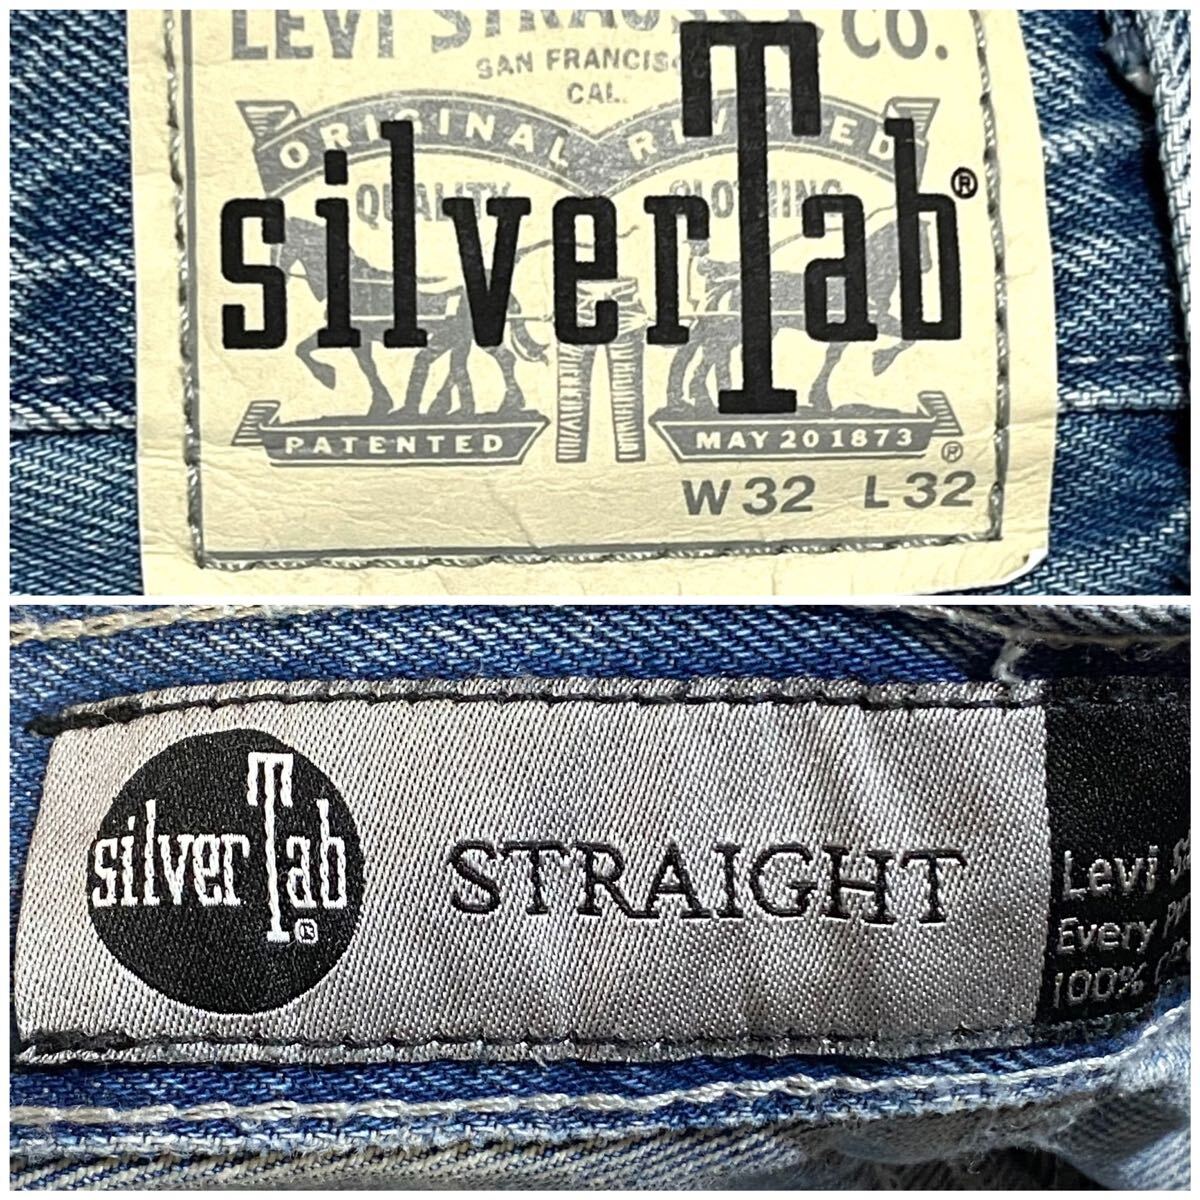 LEVI STRAUSS & CO.
SAN FRANCISCO
CAL.
ORIGINAL RIVETED
QUALITY CLOTHING
silverTab®
PATENTED
MAY 20 1873
®
W32 L32
silverTab®
STRAIGHT
Levi
Every
100%